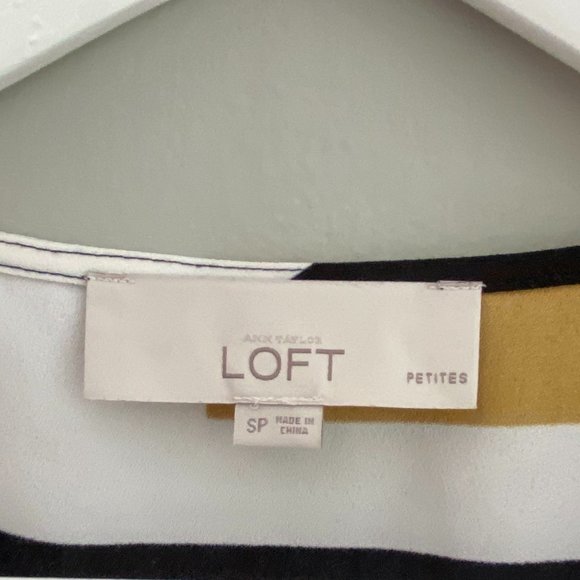 ANN TAYLOR
LOFT
PETITES
SP
MADE IN
CHINA